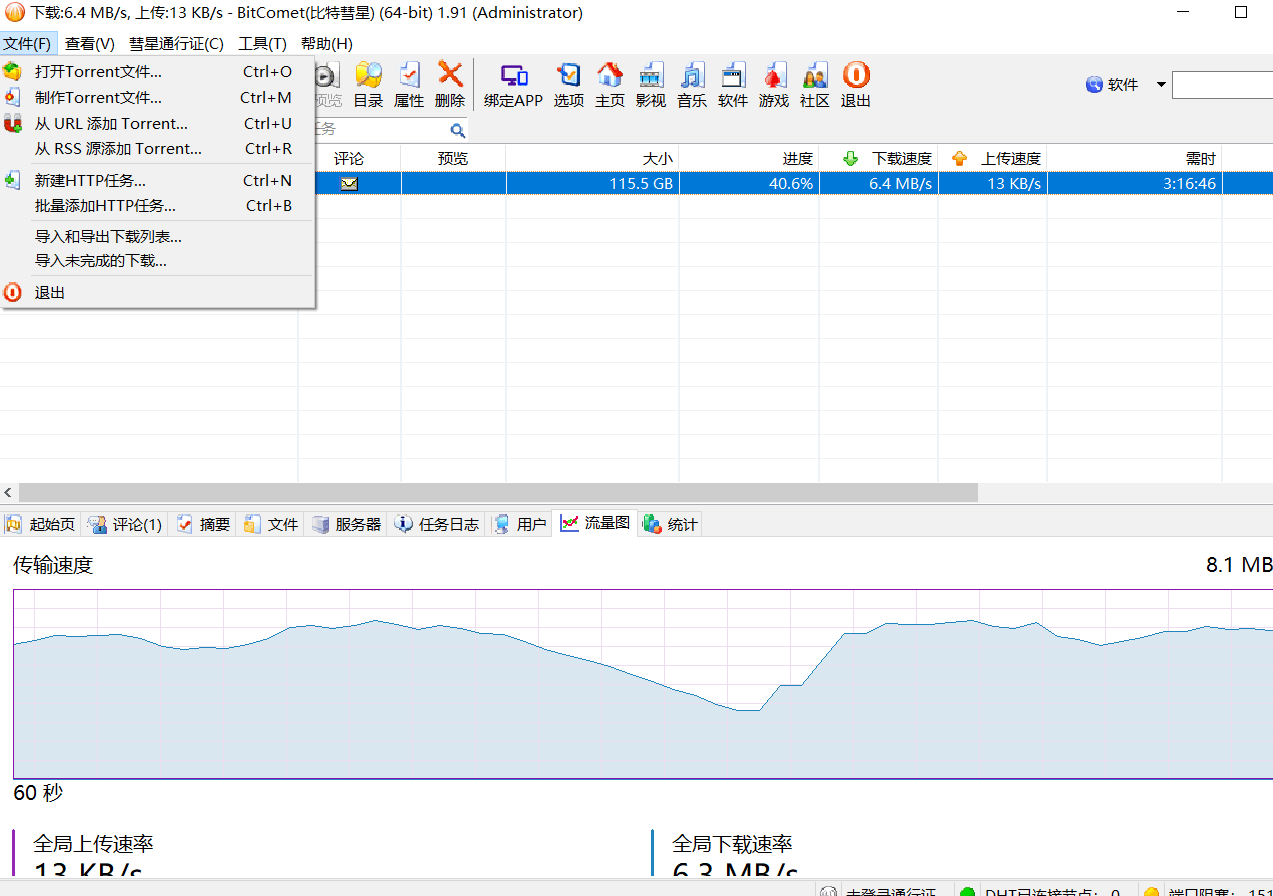 下载:6.4 MB/s, 上传:13 KB/s - BitComet(比特彗星) (64-bit) 1.91 (Administrator)
文件(F) 查看(V) 彗星通行证(C) 工具(T) 帮助(H)
打开Torrent文件... Ctrl+O
制作Torrent文件... Ctrl+M
从 URL 添加 Torrent... Ctrl+U
从 RSS 源添加 Torrent... Ctrl+R
新建HTTP任务... Ctrl+N
批量添加HTTP任务... Ctrl+B
导入和导出下载列表...
导入未完成的下载...
退出
预览 目录 属性 删除 绑定APP 选项 主页 影视 音乐 软件 游戏 社区 退出 软件
任务
评论 预览 大小 进度 下载速度 上传速度 需时
115.5 GB 40.6% 6.4 MB/s 13 KB/s 3:16:46
起始页 评论(1) 摘要 文件 服务器 任务日志 用户 流量图 统计
传输速度 8.1 MB
60 秒
全局上传速率 全局下载速率
13 KB/s 6.3 MB/s
未登录通行证 DHT已连接节点: 0 端口阻塞: 151